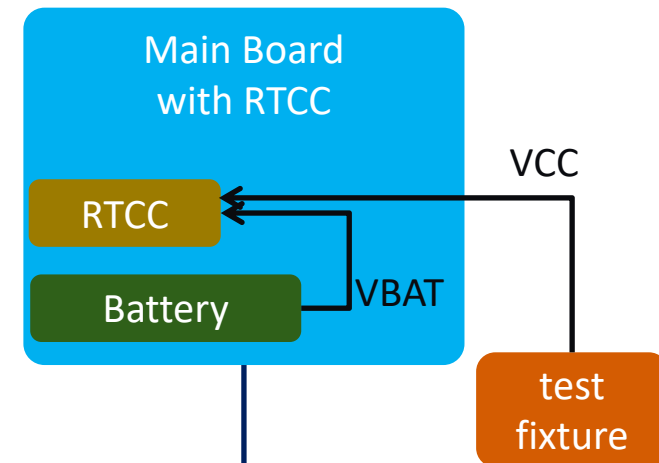 Main Board
with RTCC
VCC
RTCC
VBAT
Battery
test
fixture